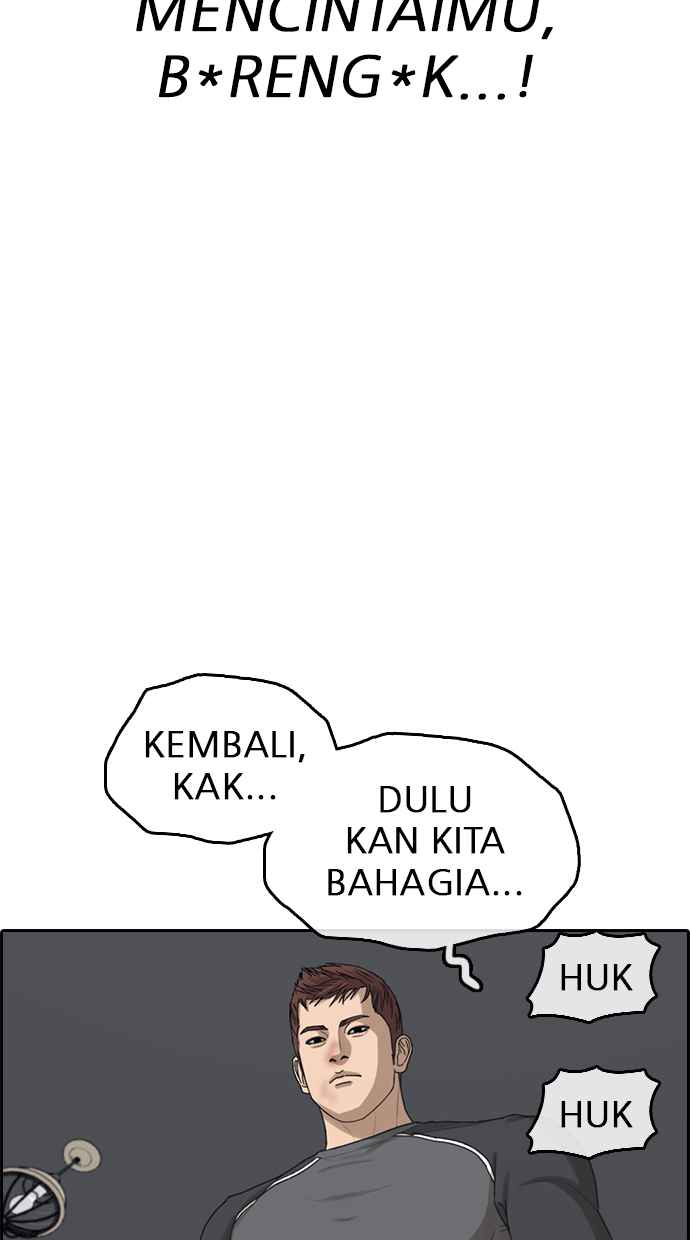 MENCINTAIMU,
B*RENG*K...!
KEMBALI,
KAK...
DULU
KAN KITA
BAHAGIA...
HUK
HUK